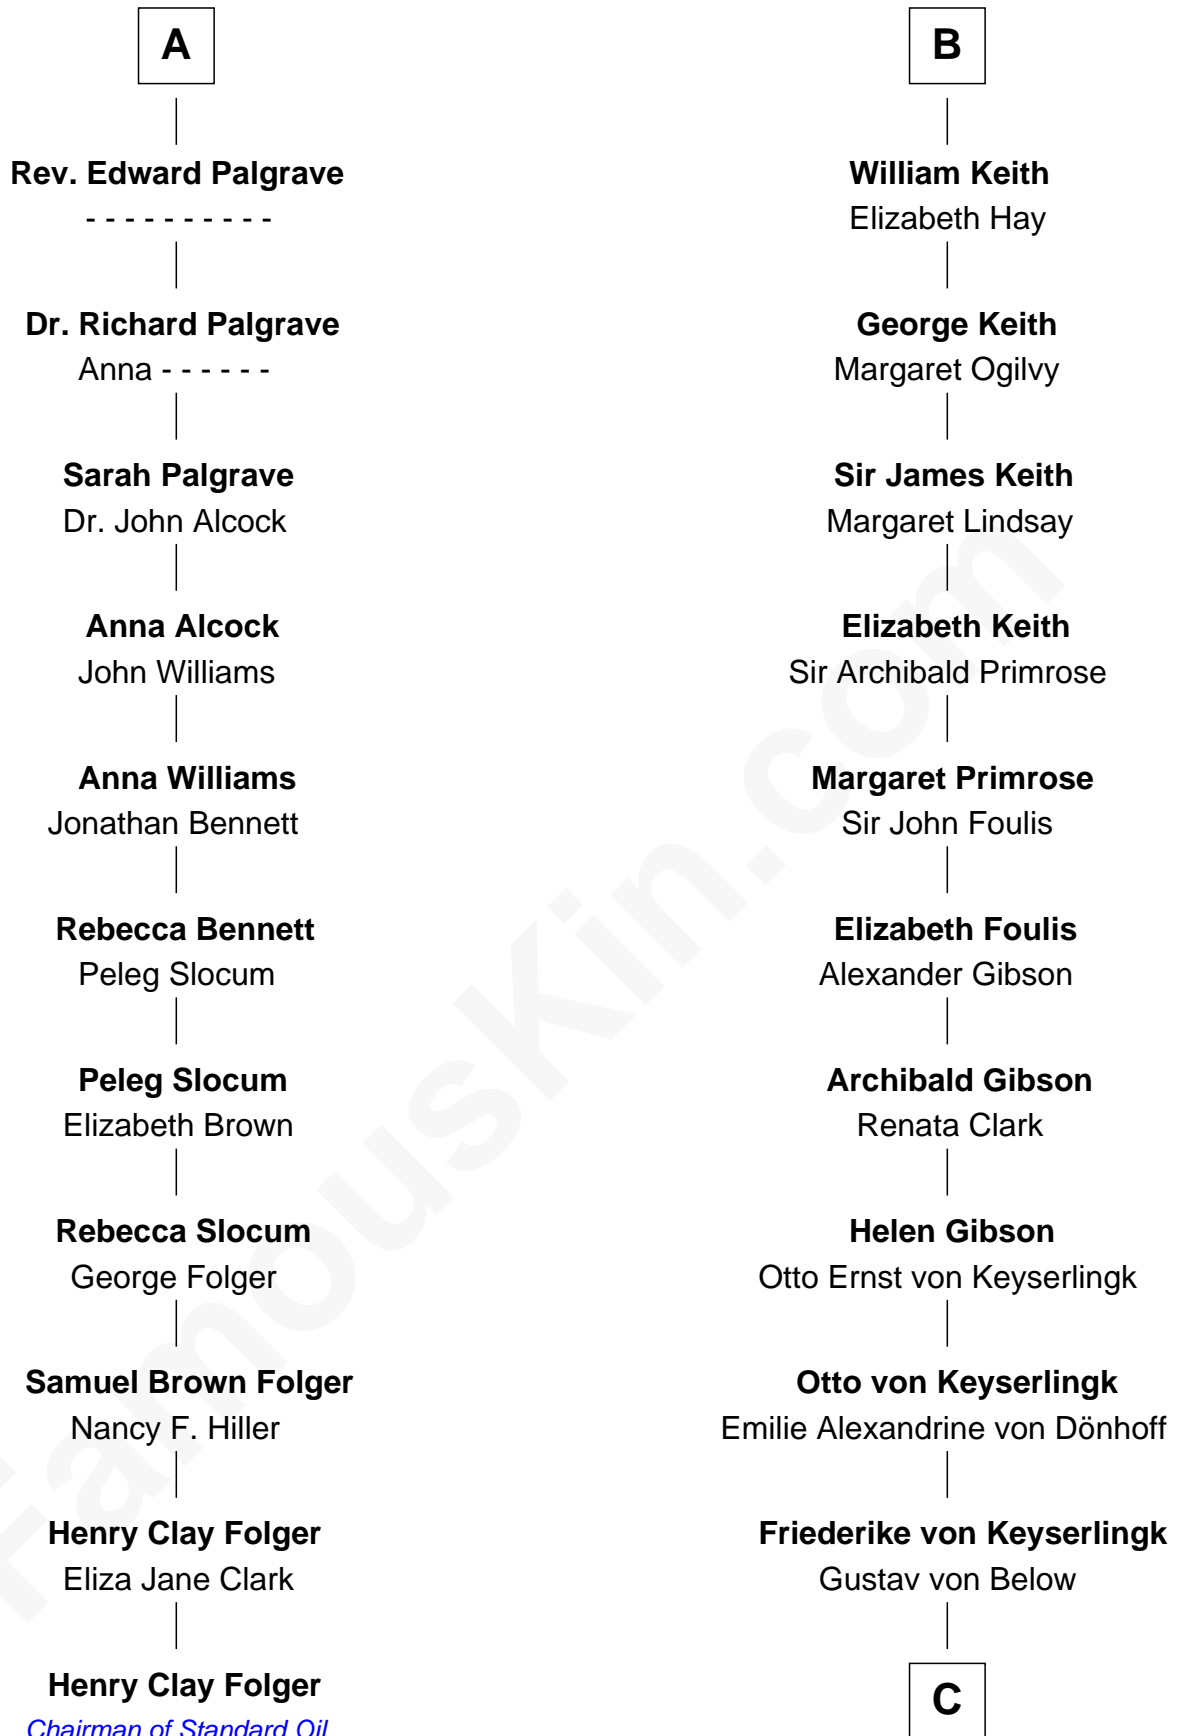 A
Rev. Edward Palgrave
- - - - - - - - - -
Dr. Richard Palgrave
Anna - - - - - -
Sarah Palgrave
Dr. John Alcock
Anna Alcock
John Williams
Anna Williams
Jonathan Bennett
Rebecca Bennett
Peleg Slocum
Peleg Slocum
Elizabeth Brown
Rebecca Slocum
George Folger
Samuel Brown Folger
Nancy F. Hiller
Henry Clay Folger
Eliza Jane Clark
Henry Clay Folger
Chairman of Standard Oil
B
William Keith
Elizabeth Hay
George Keith
Margaret Ogilvy
Sir James Keith
Margaret Lindsay
Elizabeth Keith
Sir Archibald Primrose
Margaret Primrose
Sir John Foulis
Elizabeth Foulis
Alexander Gibson
Archibald Gibson
Renata Clark
Helen Gibson
Otto Ernst von Keyserlingk
Otto von Keyserlingk
Emilie Alexandrine von Dönhoff
Friederike von Keyserlingk
Gustav von Below
C
FamousKin.com